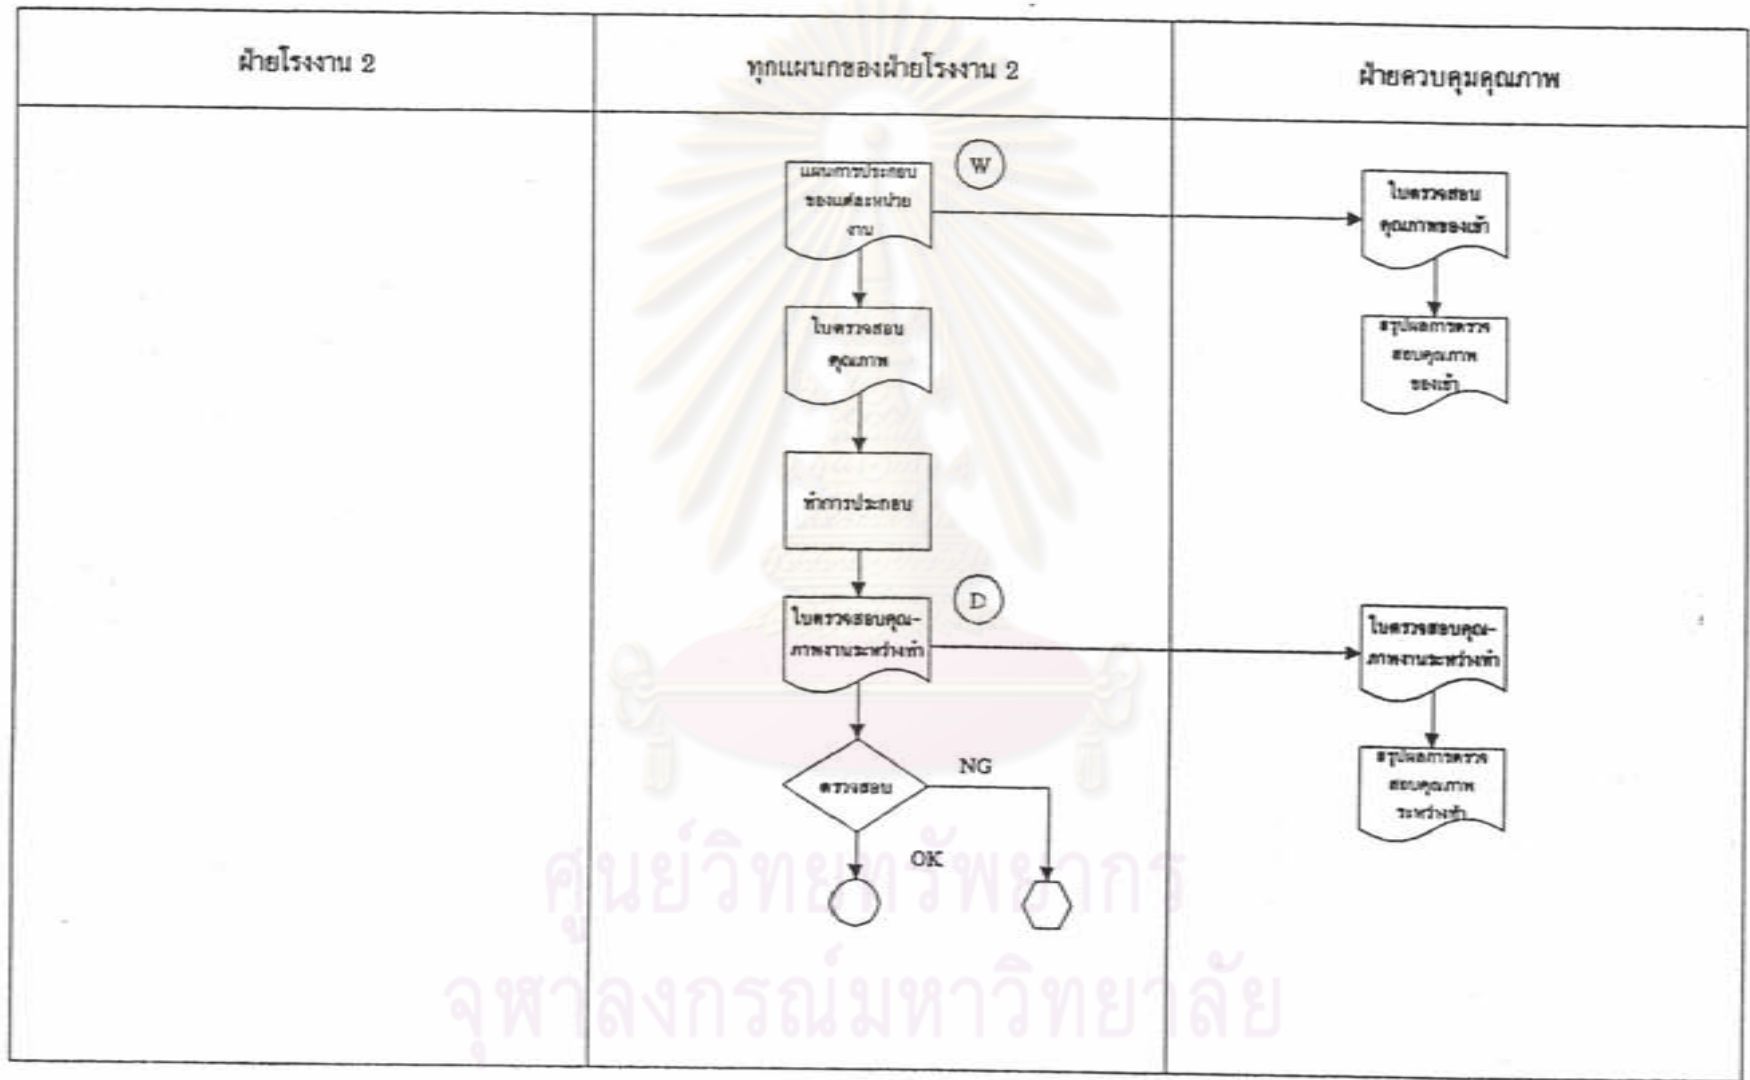 ฝ่ายโรงงาน 2
ทุกแผนกของฝ่ายโรงงาน 2
ฝ่ายควบคุมคุณภาพ
แผนการประกอบ
ของแต่ละหน่วย
งาน
W
ใบตรวจสอบ
คุณภาพของเข้า
ใบตรวจสอบ
คุณภาพ
สรุปผลการตรวจ
สอบคุณภาพ
ของเข้า
ทำการประกอบ
ใบตรวจสอบคุณ-
ภาพงานระหว่างทำ
D
ใบตรวจสอบคุณ-
ภาพงานระหว่างทำ
ตรวจสอบ
NG
OK
สรุปผลการตรวจ
สอบคุณภาพ
ระหว่างทำ
ศูนย์วิทยทรัพยากร
จุฬาลงกรณ์มหาวิทยาลัย